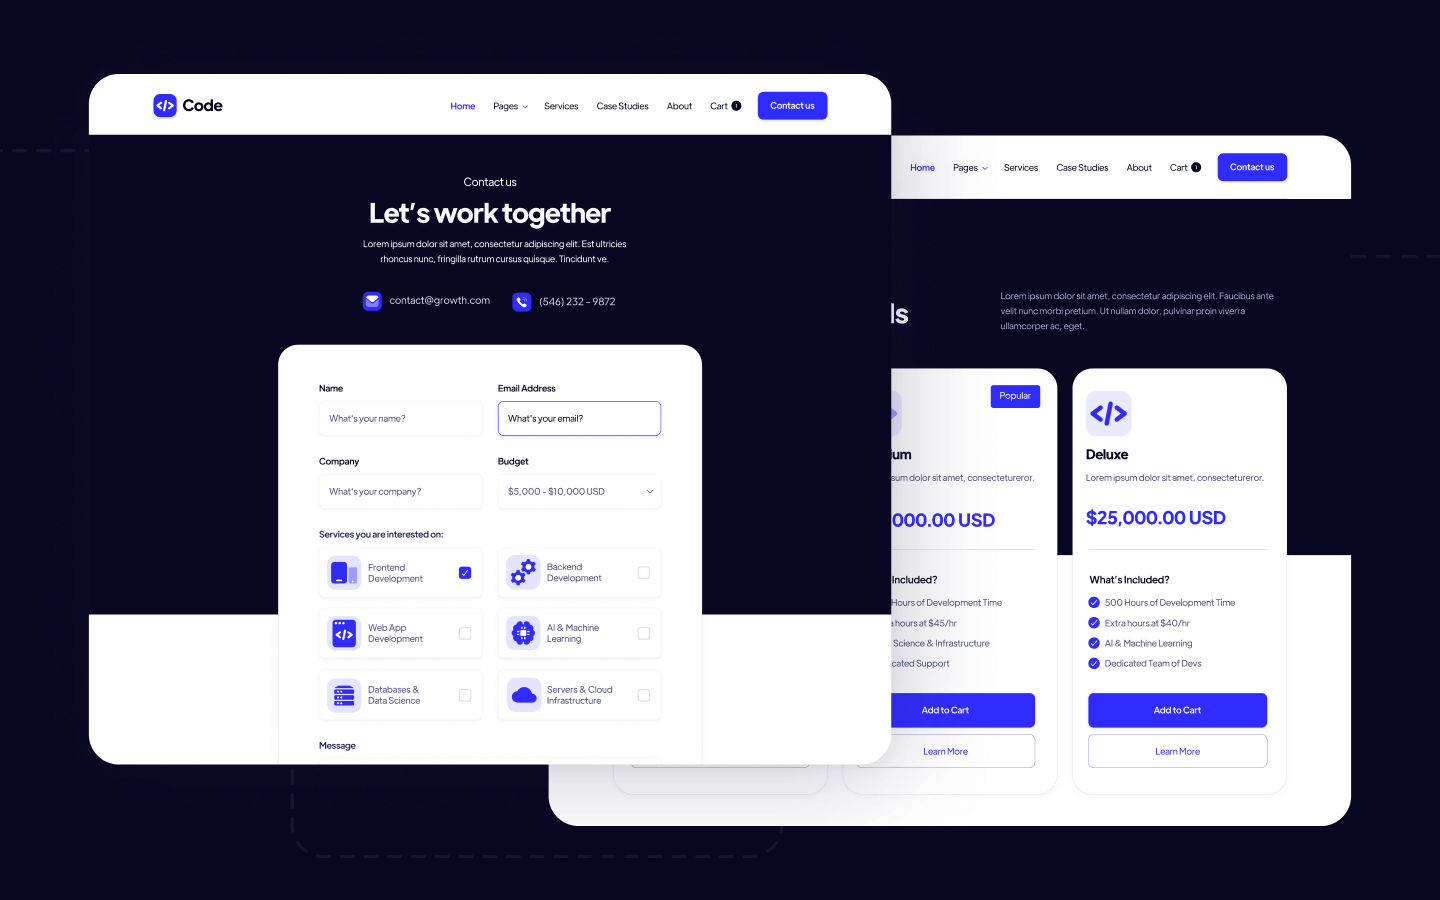 Code
Home
Pages
Services
Case Studies
About
Cart
1
Contact us
Contact us
Let's work together
Lorem ipsum dolor sit amet, consectetur adipiscing elit. Est ultricies
rhoncus nunc, fringilla rutrum cursus quisque. Tincidunt ve.
contact@growth.com
(546) 232 - 9872
Name
Email Address
What's your name?
What's your email?
Company
Budget
What's your company?
$5,000 - $10,000 USD
Services you are interested on:
Frontend
Development
Backend
Development
Web App
Development
AI & Machine
Learning
Databases &
Data Science
Servers & Cloud
Infrastructure
Message
Home
Pages
Services
Case Studies
About
Cart
1
Contact us
ls
Lorem ipsum dolor sit amet, consectetur adipiscing elit. Faucibus ante
velit nunc morbi pretium. Ut nullam dolor, pulvinar proin viverra
ullamcorper ac, eget.
Popular
ium
sum dolor sit amet, consectetureror.
000.00 USD
Included?
Hours of Development Time
hours at $45/hr
Science & Infrastructure
cated Support
Add to Cart
Learn More
Deluxe
Lorem ipsum dolor sit amet, consectetureror.
$25,000.00 USD
What's Included?
500 Hours of Development Time
Extra hours at $40/hr
AI & Machine Learning
Dedicated Team of Devs
Add to Cart
Learn More